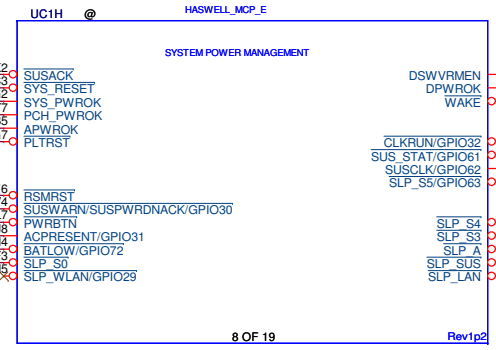 UC1H @ HASWELL_MCP_E
SYSTEM POWER MANAGEMENT
SUSACK
SYS_RESET
SYS_PWROK
PCH_PWROK
APWROK
PLTRST
RSMRST
SUSWARN/SUSPWRDNACK/GPIO30
PWRBTN
ACPRESENT/GPIO31
BATLOW/GPIO72
SLP_S0
SLP_WLAN/GPIO29
DSWVRMEN
DPWROK
WAKE
CLKRUN/GPIO32
SUS_STAT/GPIO61
SUSCLK/GPIO62
SLP_S5/GPIO63
SLP_S4
SLP_S3
SLP_A
SLP_SUS
SLP_LAN
8 OF 19
Rev1p2